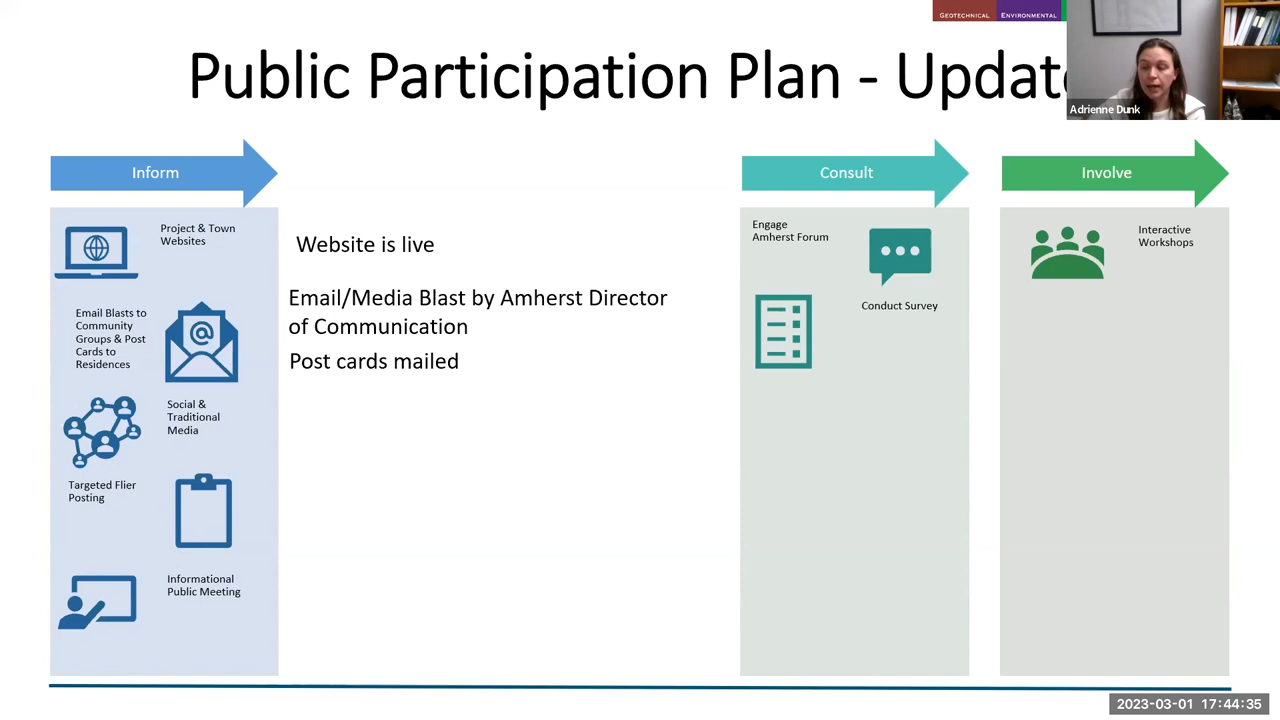 GEOTECHNICAL ENVIRONMENTAL
Public Participation Plan - Update
Adrienne Dunk
Inform
Project & Town
Websites
Email Blasts to
Community
Groups & Post
Cards to
Residences
@
Social &
Traditional
Media
Targeted Flier
Posting
Informational
Public Meeting
Website is live
Email/Media Blast by Amherst Director
of Communication
Post cards mailed
Consult
Engage
Amherst Forum
Conduct Survey
Involve
Interactive
Workshops
2023-03-01 17:44:35